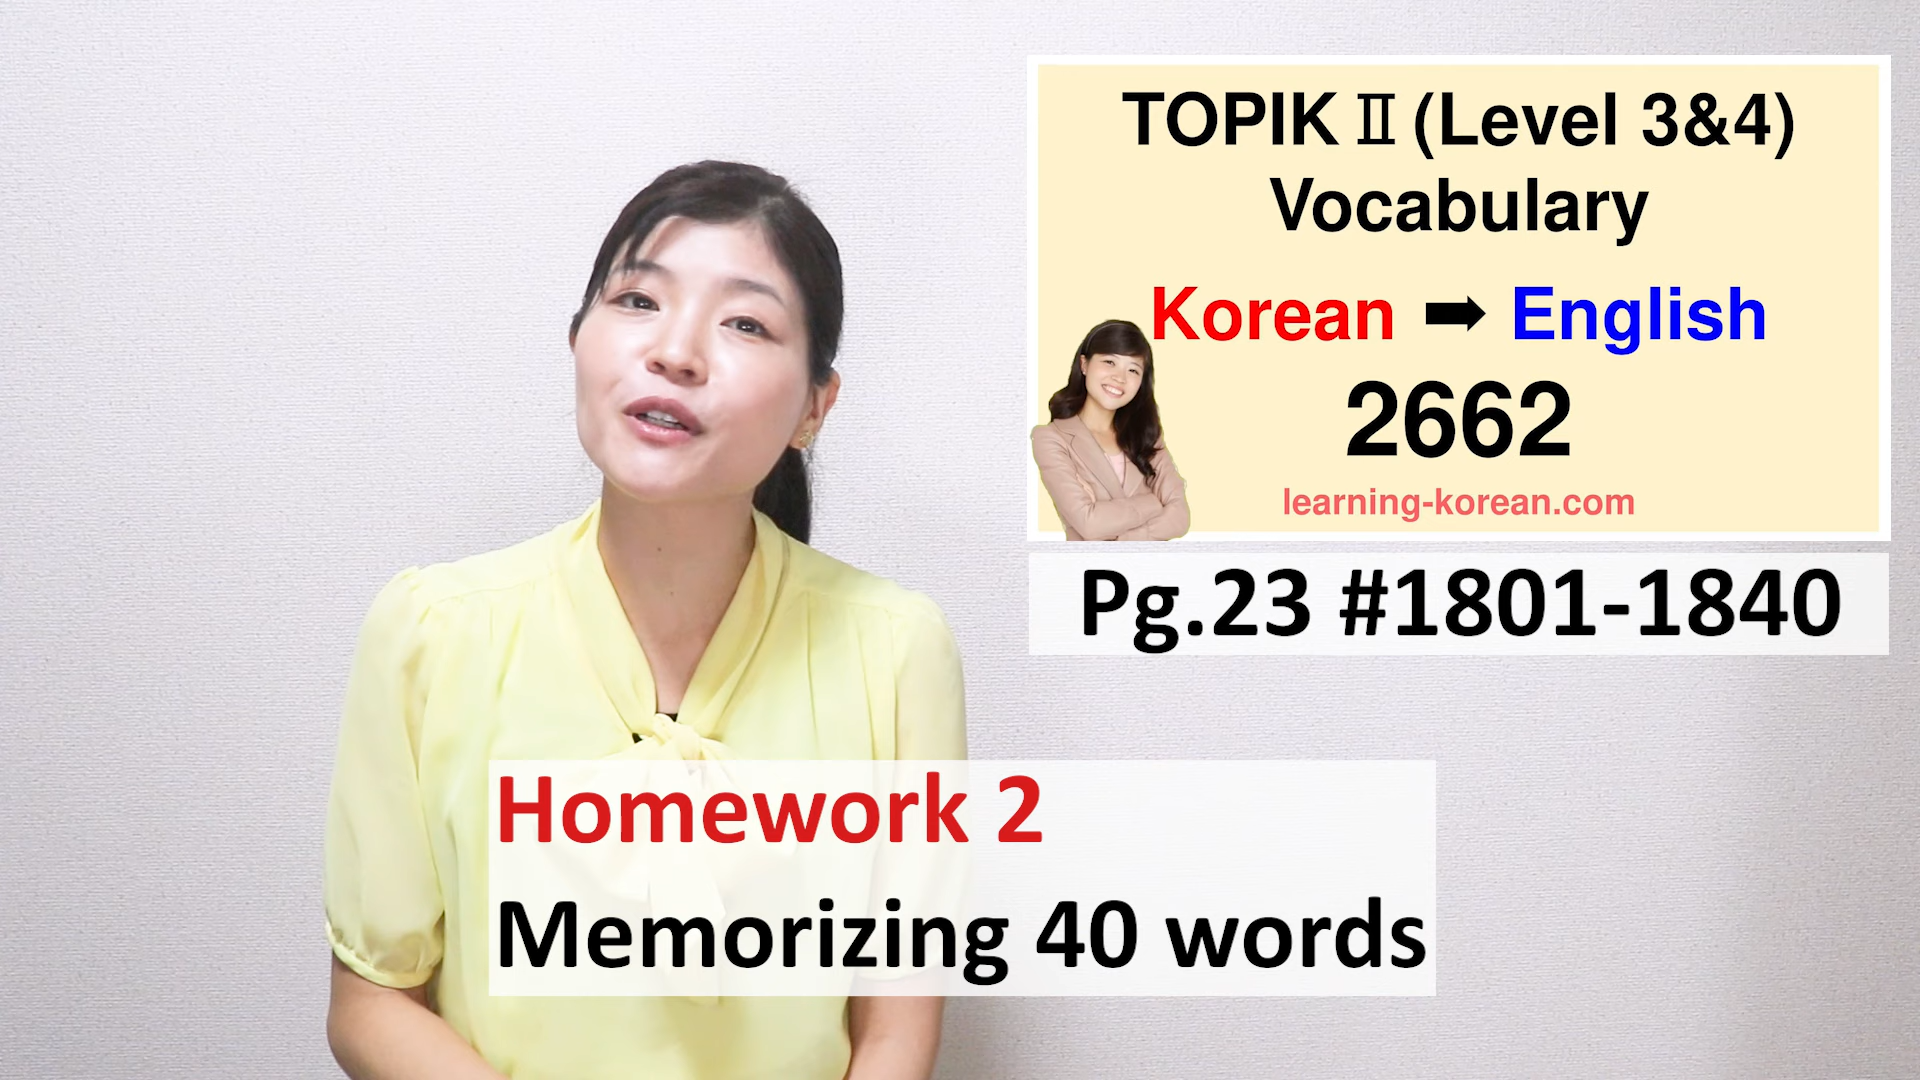 TOPIK Ⅱ (Level 3&4)
Vocabulary
Korean ➡ English
2662
learning-korean.com
Pg.23 #1801-1840
Homework 2
Memorizing 40 words